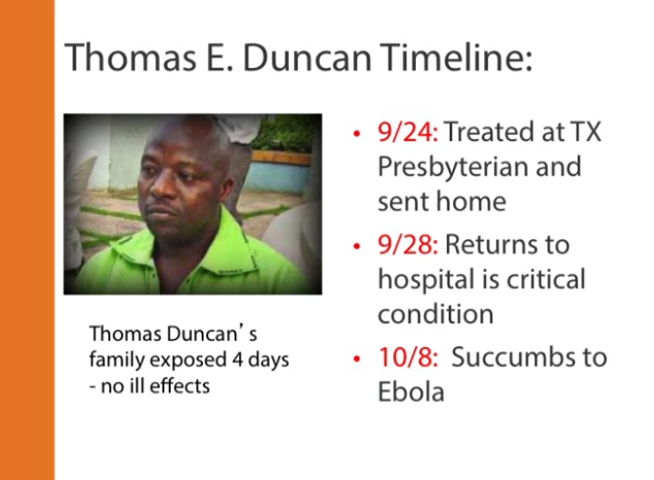 Thomas E. Duncan Timeline:
• 9/24: Treated at TX
Presbyterian and
sent home
• 9/28: Returns to
hospital is critical
condition
• 10/8: Succumbs to
Ebola
Thomas Duncan’s
family exposed 4 days
- no ill effects